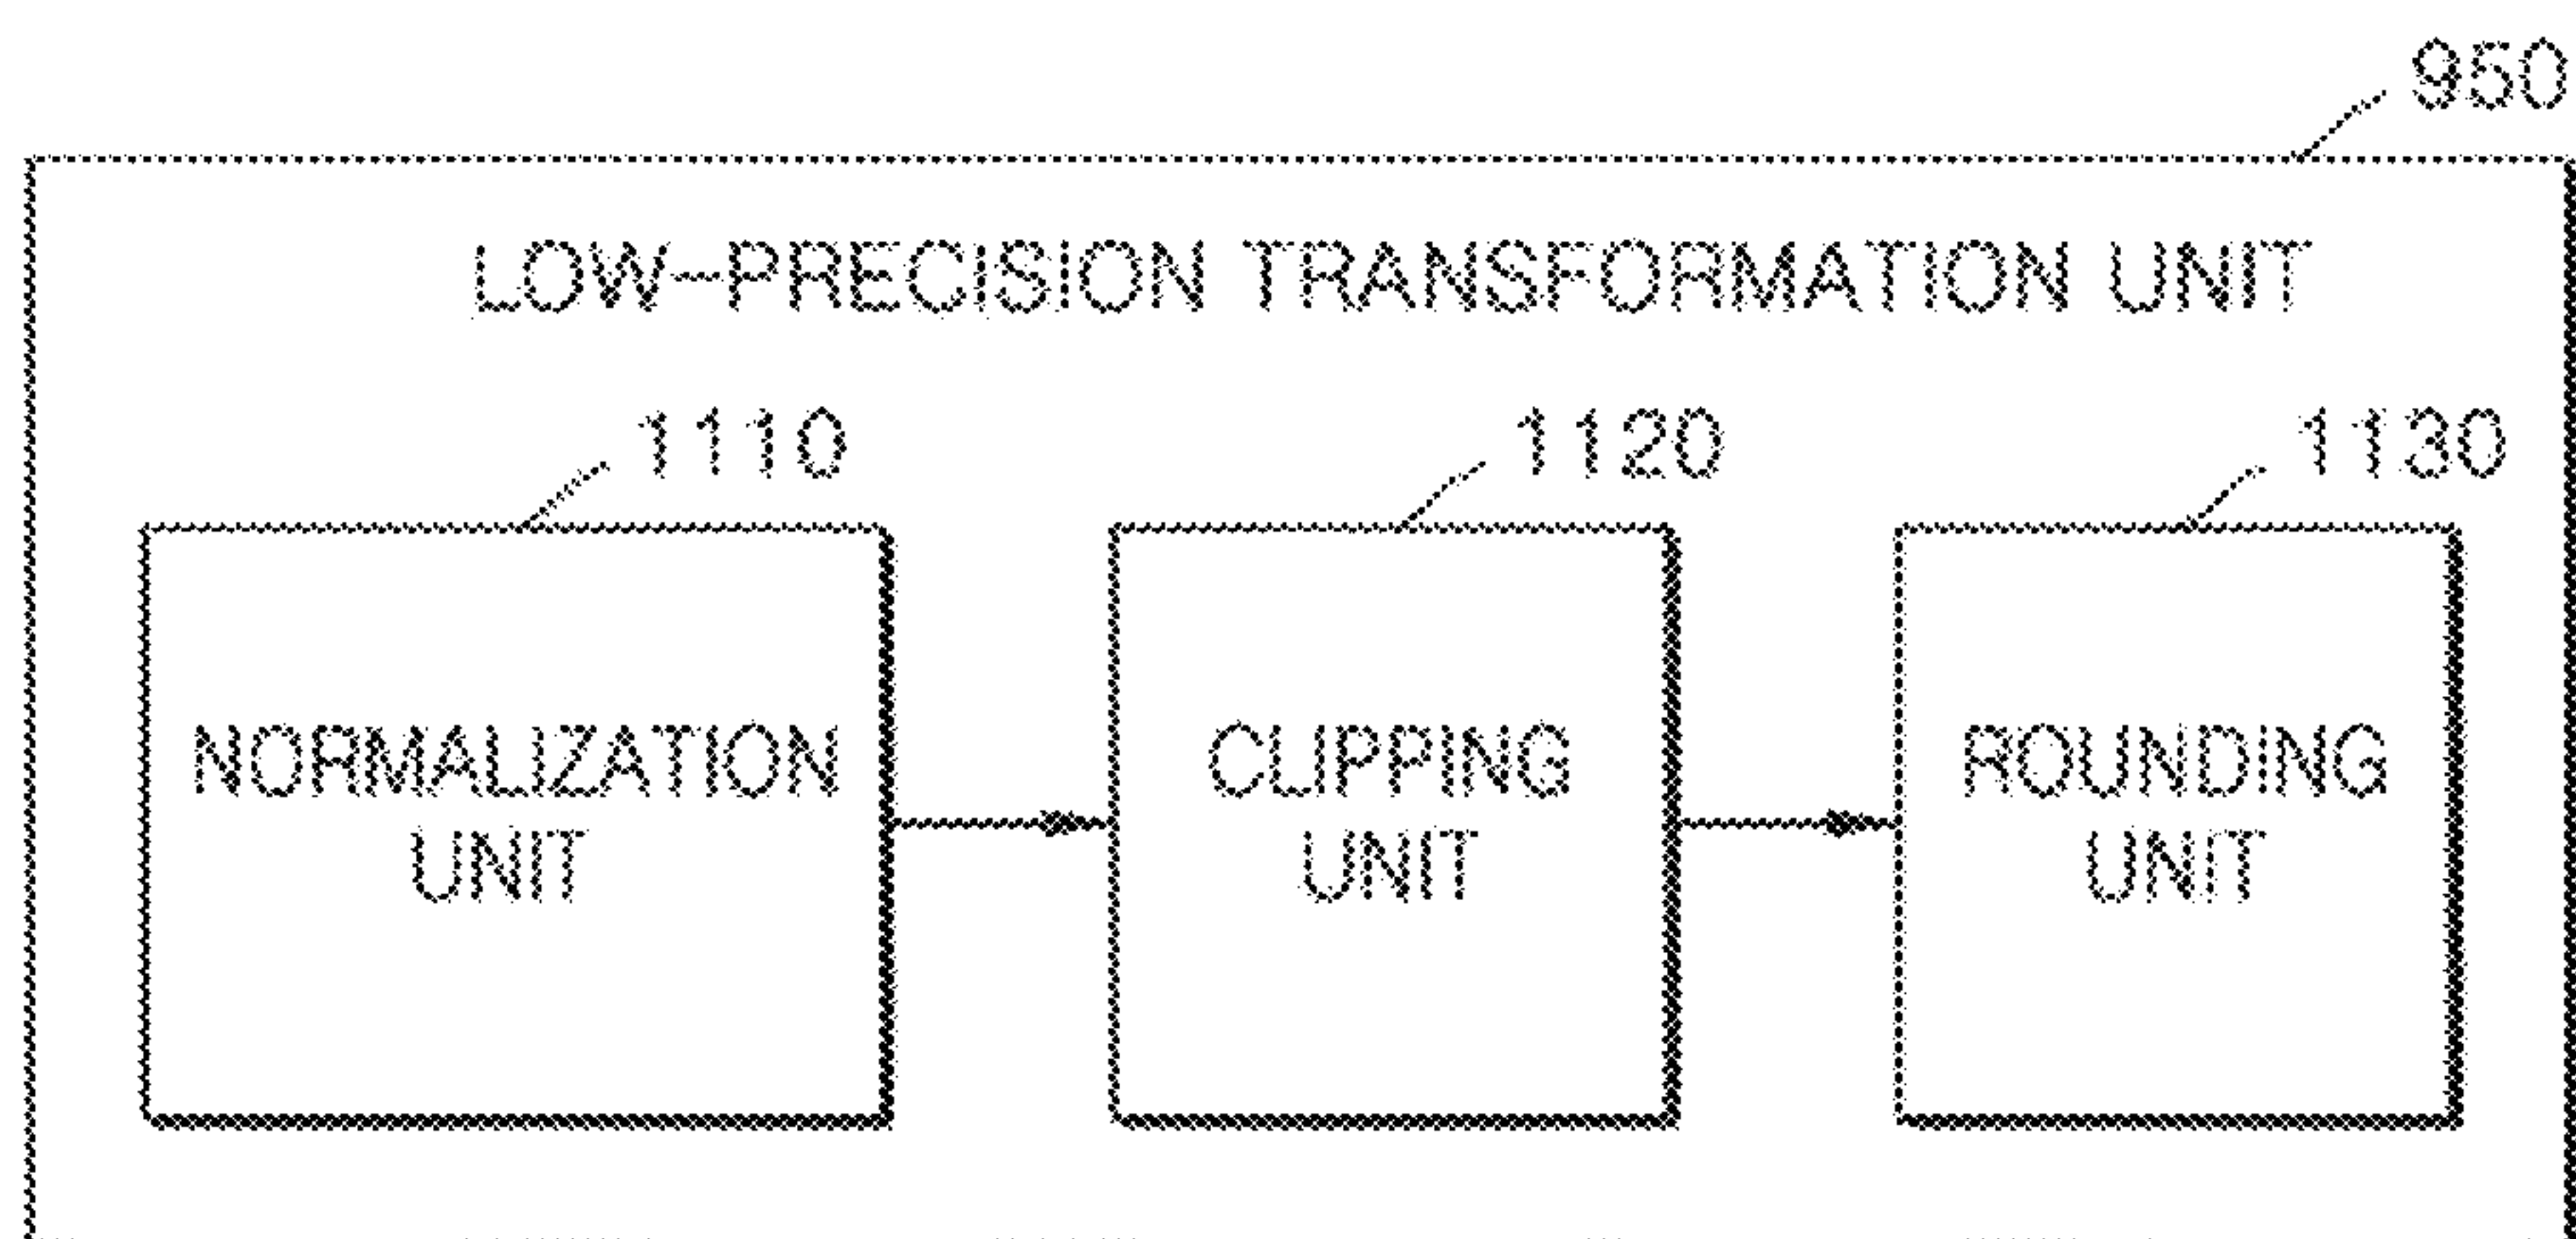 950
LOW-PRECISION TRANSFORMATION UNIT
1110
1120
1130
NORMALIZATION
UNIT
CLIPPING
UNIT
ROUNDING
UNIT